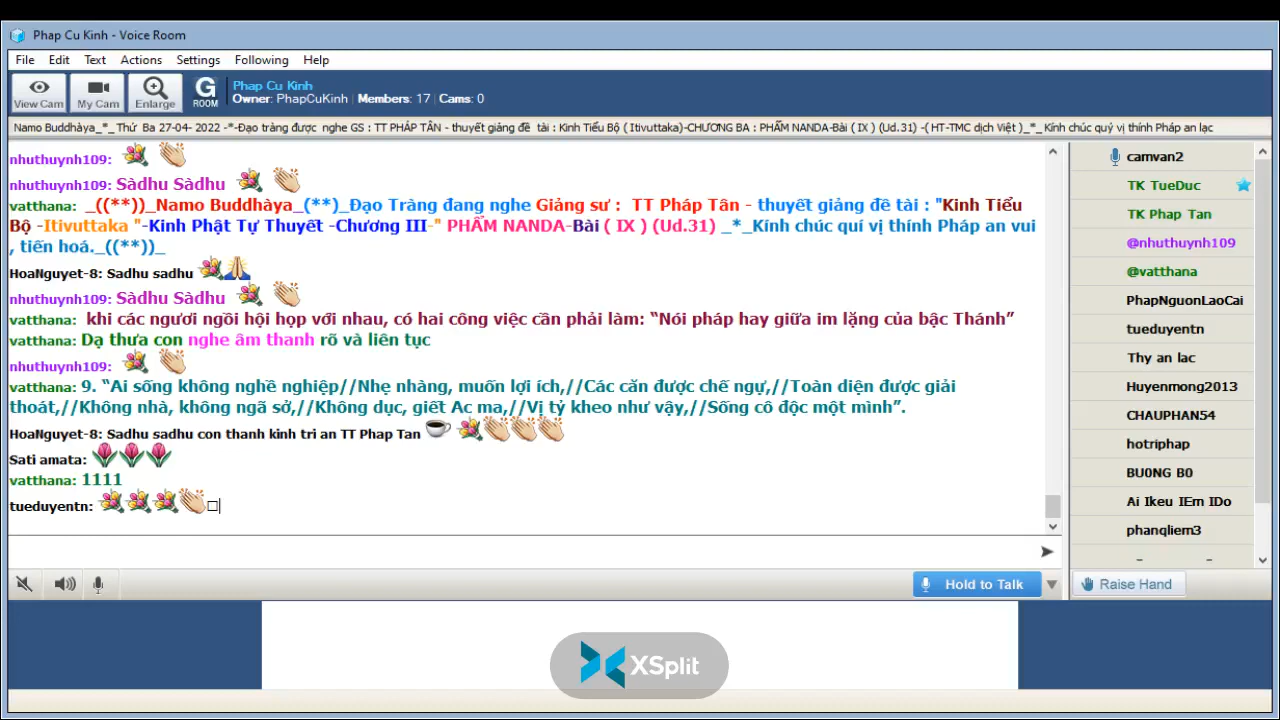 Phap Cu Kinh - Voice Room
File Edit Text Actions Settings Following Help
View Cam My Cam Enlarge G ROOM
Phap Cu Kinh
Owner: PhapCuKinh | Members: 17 | Cams: 0
Namo Buddhàya_*_ Thứ Ba 27-04- 2022 -*-Đạo tràng được nghe GS : TT PHÁP TÂN - thuyết giảng đề tài : Kinh Tiểu Bộ ( Itivuttaka)-CHƯƠNG BA : PHẨM NANDA-Bài ( IX ) (Ud.31) -( HT-TMC dịch Việt )_*_ Kính chúc quý vị thính Pháp an lạc
nhuthuynh109:
nhuthuynh109: Sàdhu Sàdhu
vatthana: _((**))_Namo Buddhàya_(**)_Đạo Tràng đang nghe Giảng sư : TT Pháp Tân - thuyết giảng đề tài : "Kinh Tiểu
Bộ -Itivuttaka "-Kinh Phật Tự Thuyết -Chương III-" PHẨM NANDA-Bài ( IX ) (Ud.31) _*_Kính chúc quí vị thính Pháp an vui
, tiến hoá._((**))_
HoaNguyet-8: Sadhu sadhu
nhuthuynh109: Sàdhu Sàdhu
vatthana: khi các ngươi ngồi hội họp với nhau, có hai công việc cần phải làm: “Nói pháp hay giữa im lặng của bậc Thánh”
vatthana: Dạ thưa con nghe âm thanh rõ và liên tục
nhuthuynh109:
vatthana: 9. “Ai sống không nghề nghiệp//Nhẹ nhàng, muốn lợi ích,//Các căn được chế ngự,//Toàn diện được giải
thoát,//Không nhà, không ngã sở,//Không dục, giết Ac ma,//Vị tỷ kheo như vậy,//Sống cô độc một mình”.
HoaNguyet-8: Sadhu sadhu con thanh kinh tri an TT Phap Tan
Sati amata:
vatthana: 1111
tueduyentn:
camvan2
TK TueDuc
TK Phap Tan
@nhuthuynh109
@vatthana
PhapNguonLaoCai
tueduyentn
Thy an lac
Huyenmong2013
CHAUPHAN54
hotriphap
BU0NG B0
Ai Ikeu IEm IDo
phanqliem3
Hold to Talk
Raise Hand
XSplit